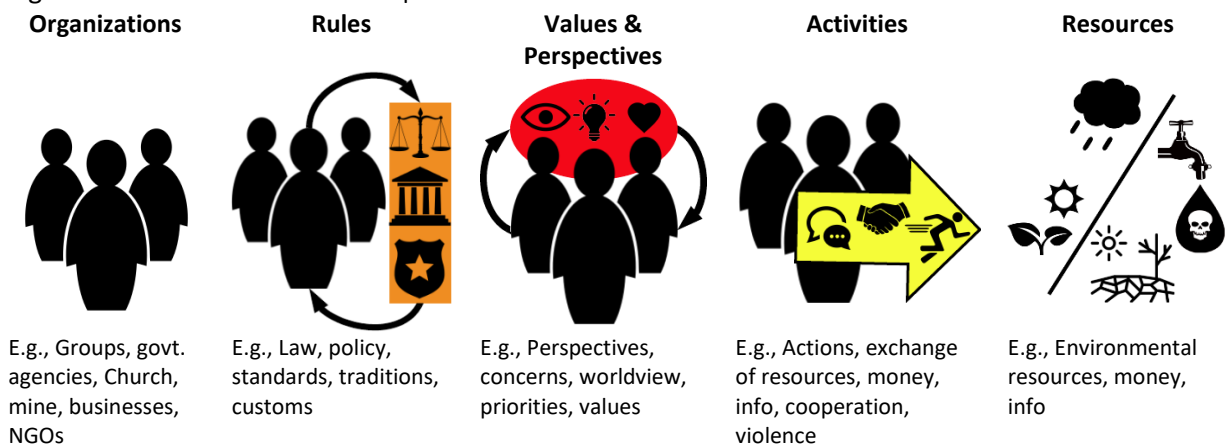 Organizations
Rules
Values &
Perspectives
Activities
Resources
E.g., Groups, govt.
agencies, Church,
mine, businesses,
NGOs
E.g., Law, policy,
standards, traditions,
customs
E.g., Perspectives,
concerns, worldview,
priorities, values
E.g., Actions, exchange
of resources, money,
info, cooperation,
violence
E.g., Environmental
resources, money,
info